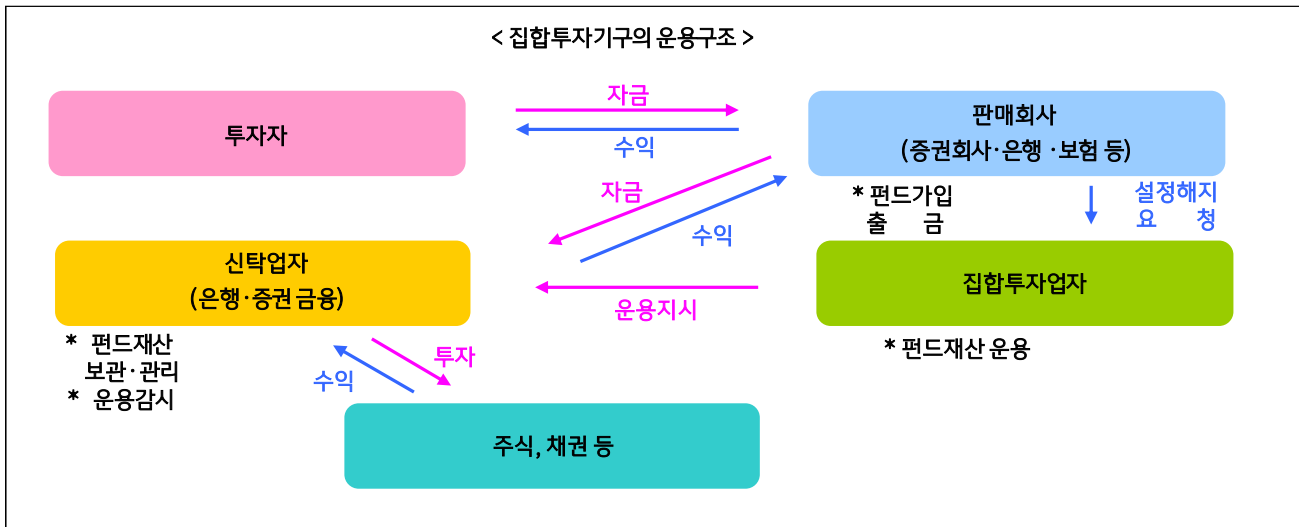 < 집합투자기구의 운용구조 >
투자자
자금
수익
판매회사
(증권회사·은행 ·보험 등)
자금
수익
* 펀드가입
출 금
설정해지
요 청
신탁업자
(은행·증권 금융)
운용지시
집합투자업자
* 펀드재산
보관·관리
* 운용감시
* 펀드재산 운용
투자
수익
주식, 채권 등